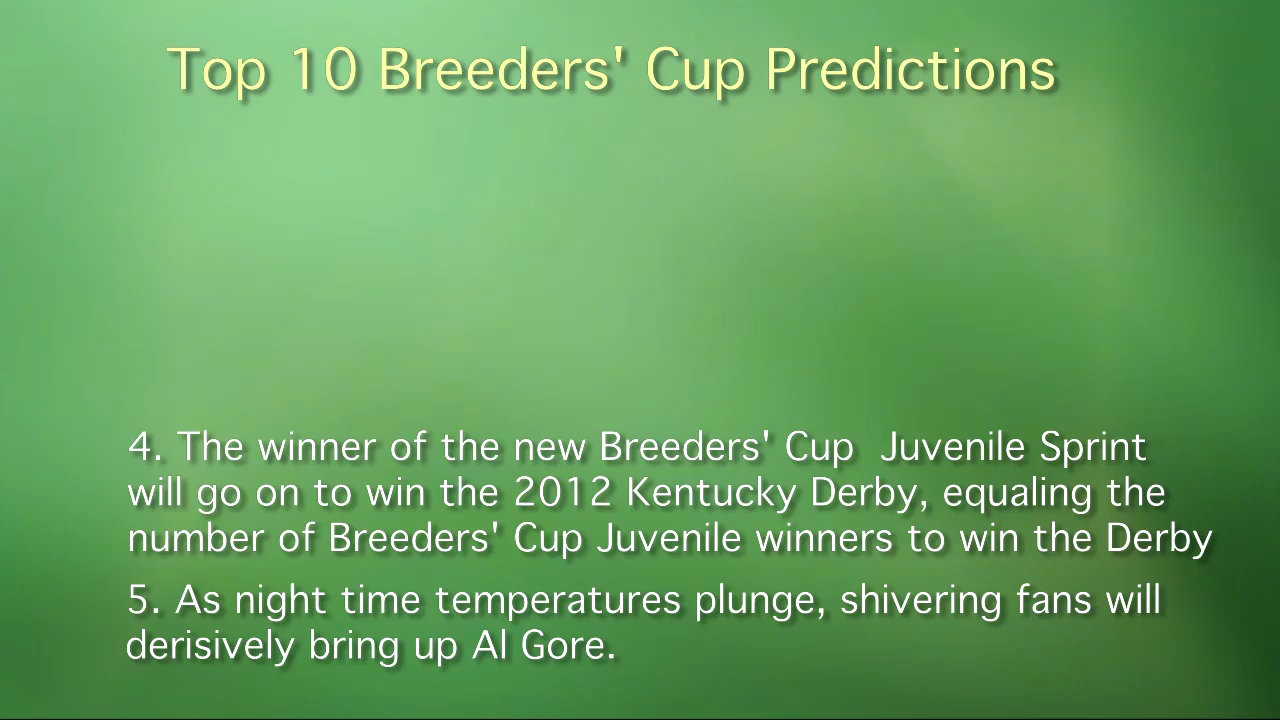 Top 10 Breeders' Cup Predictions
4. The winner of the new Breeders' Cup  Juvenile Sprint
will go on to win the 2012 Kentucky Derby, equaling the
number of Breeders' Cup Juvenile winners to win the Derby
5. As night time temperatures plunge, shivering fans will
derisively bring up Al Gore.